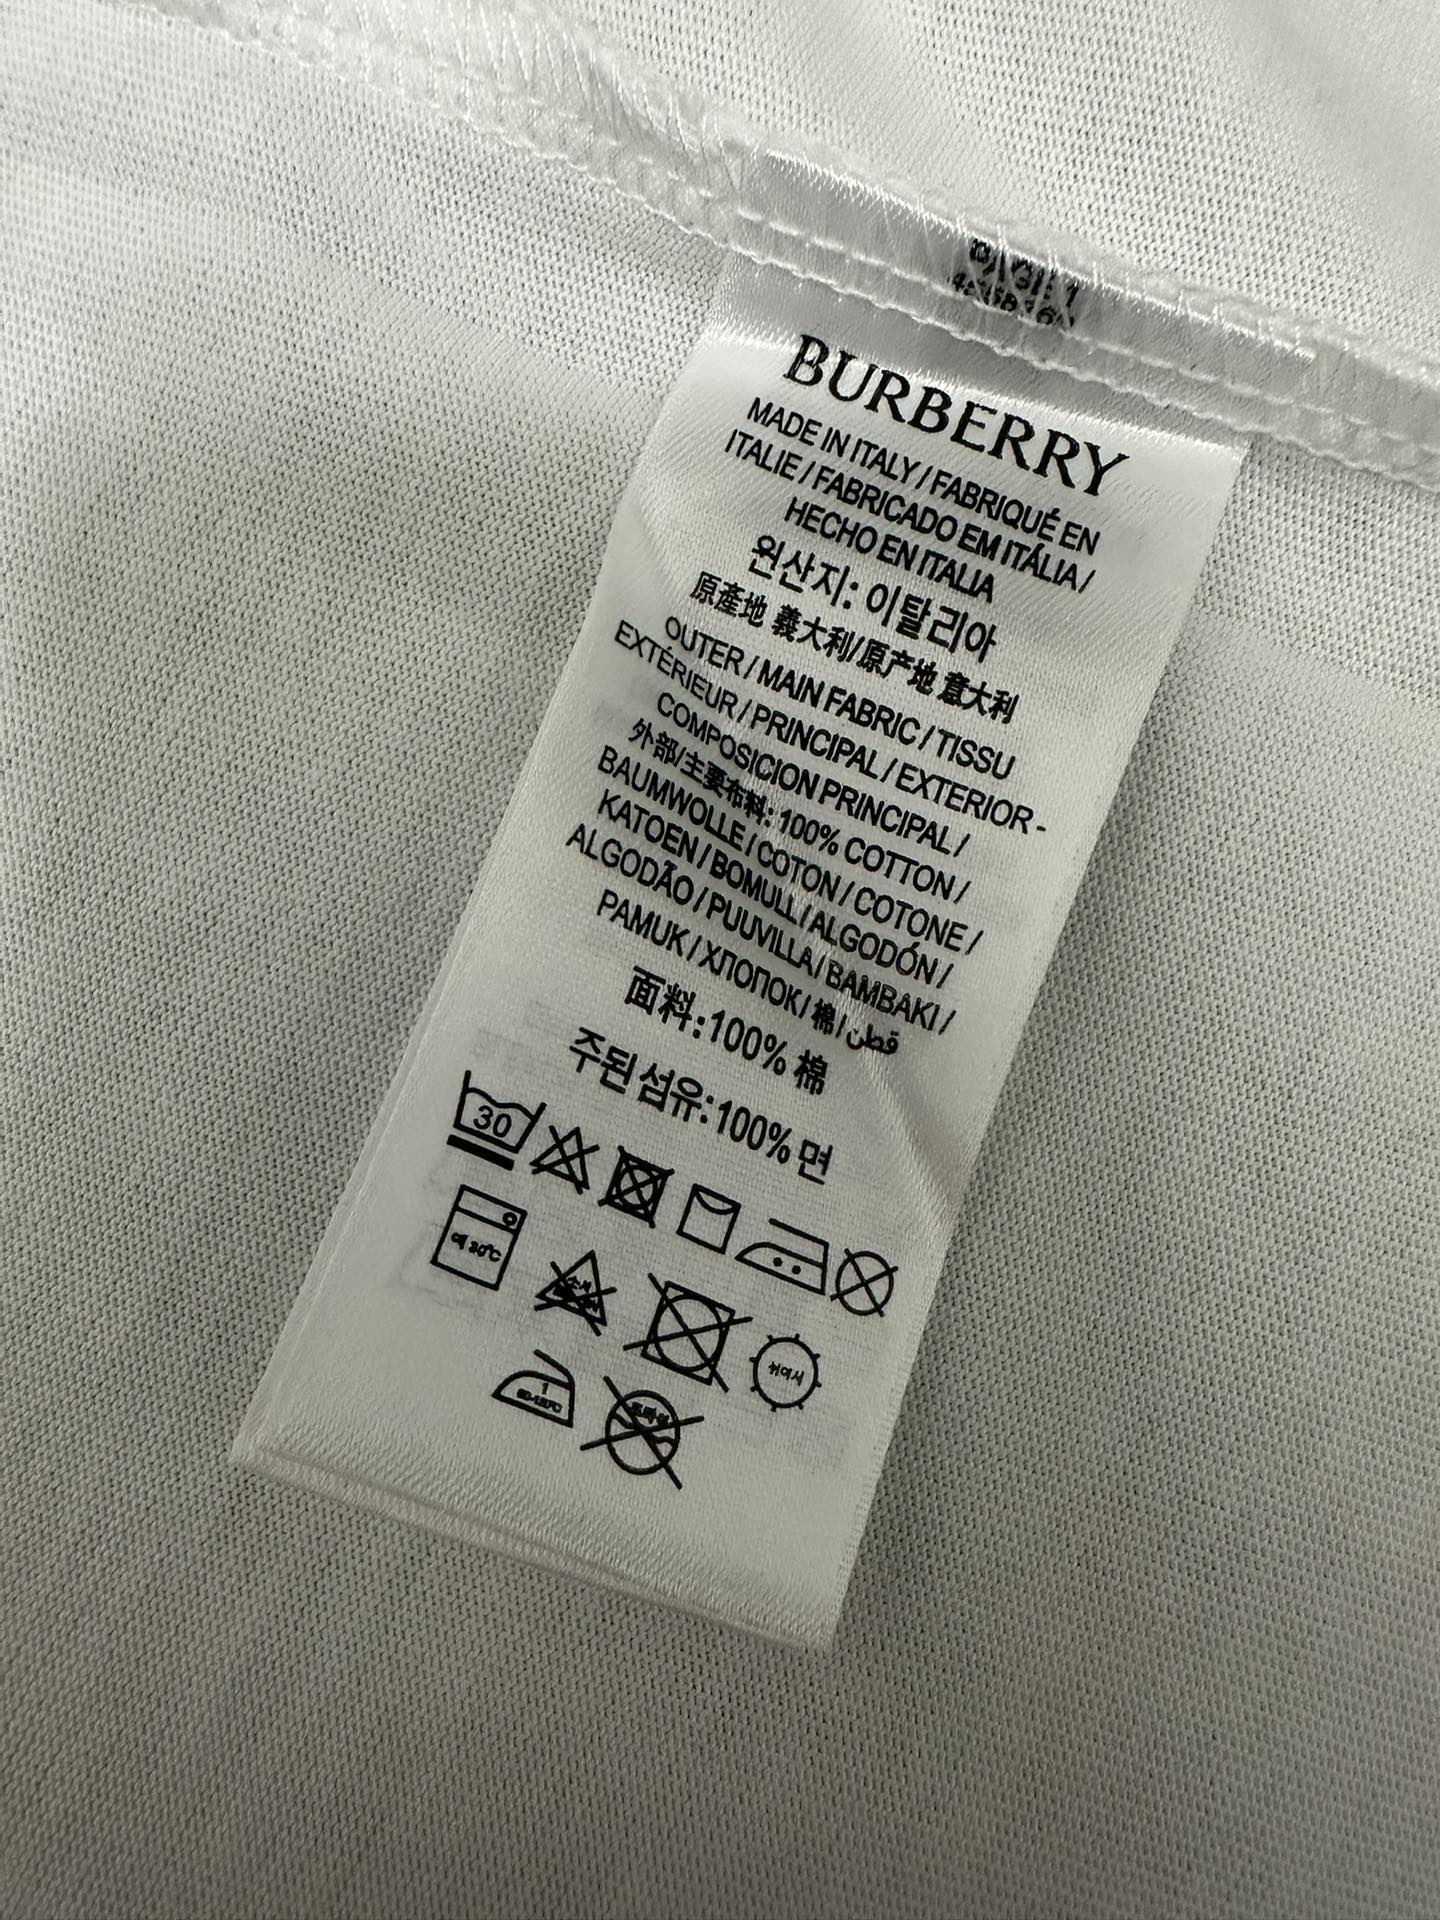 BURBERRY
MADE IN ITALY / FABRIQUÉ EN
ITALIE / FABRICADO EM ITÁLIA /
HECHO EN ITALIA
원산지: 이탈리아
原產地 義大利/原产地 意大利
OUTER / MAIN FABRIC / TISSU
EXTÉRIEUR / PRINCIPAL / EXTERIOR -
COMPOSICION PRINCIPAL /
外部/主要布料: 100% COTTON /
BAUMWOLLE / COTON / COTONE /
KATOEN / BOMULL / ALGODÓN /
ALGODÃO / PUUVILLA / BAMBAKI /
PAMUK / ХЛОПОК / 棉 / قطن
面料:100% 棉
주된 섬유:100% 면
30
약 30℃
1